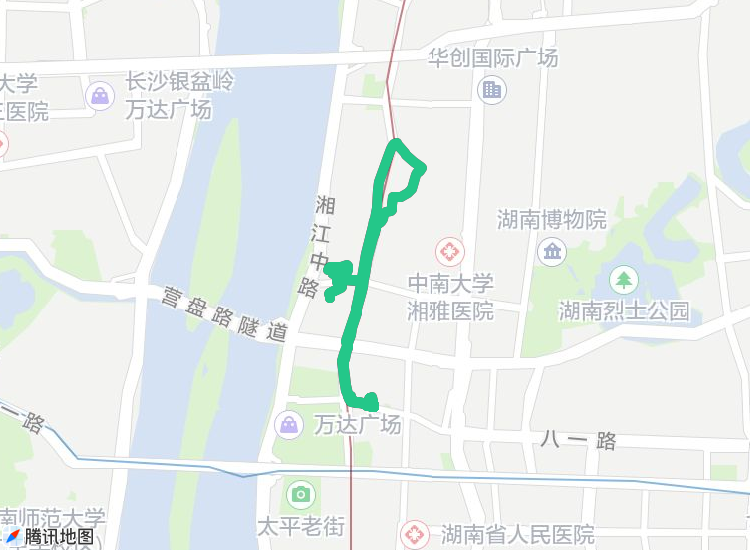 华创国际广场
长沙银盆岭
万达广场
大学
医院
湘江中路
湖南博物院
中南大学
湘雅医院
湖南烈士公园
营盘路隧道
一路
万达广场
八一路
南师范大学
太平老街
湖南省人民医院
腾讯地图